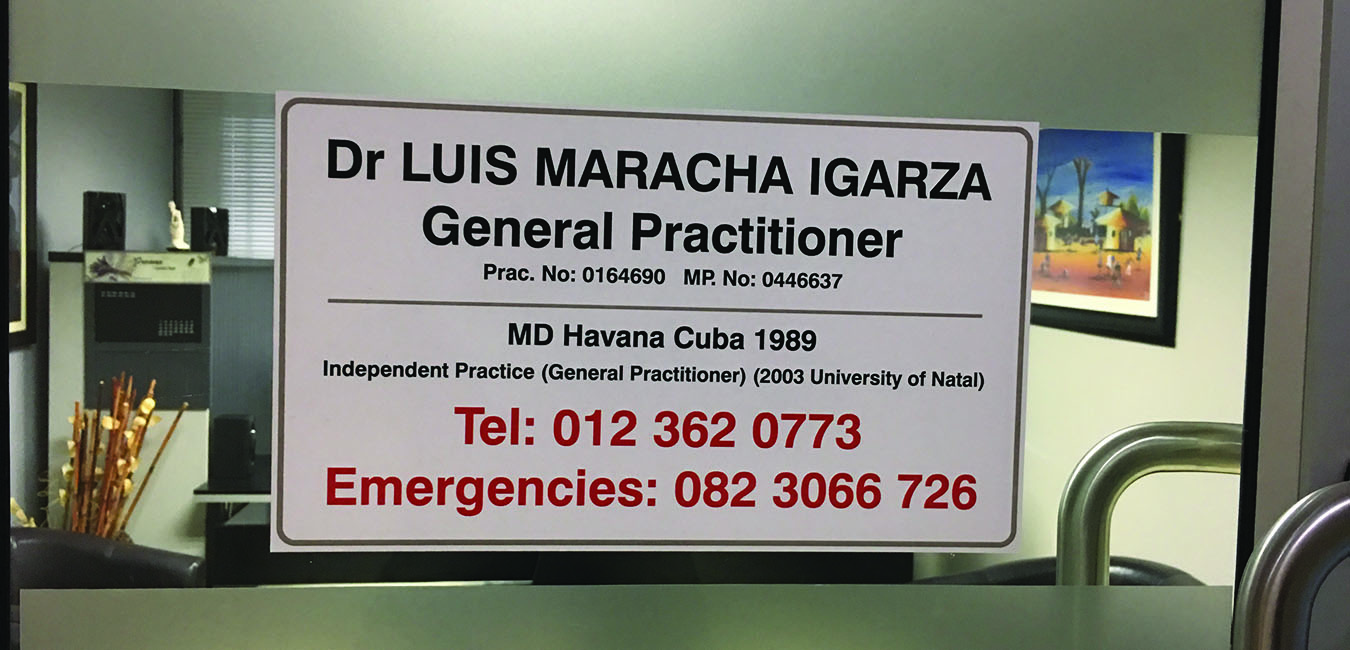 Dr LUIS MARACHA IGARZA
General Practitioner
Prac. No: 0164690 MP. No: 0446637
MD Havana Cuba 1989
Independent Practice (General Practitioner) (2003 University of Natal)
Tel: 012 362 0773
Emergencies: 082 3066 726